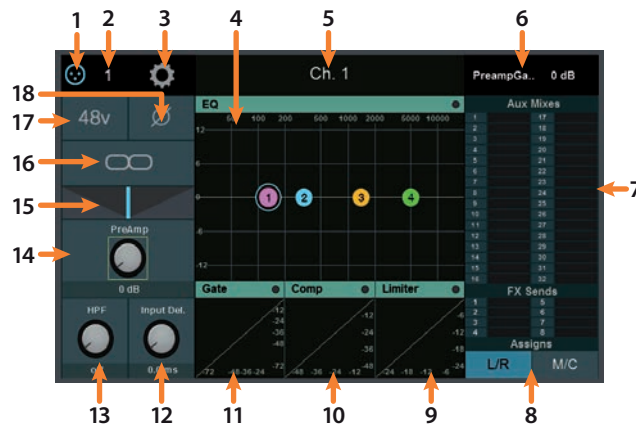 1 2 3 4 5 6
1 Ch. 1 PreampGa.. 0 dB
18
17 48v Ø
EQ
50 100 200 500 1000 2000 5000 10000
12
6
0
-6
-12
1 2 3 4
16
15
14
PreAmp
0 dB
HPF Input Del.
0.0ms
13 12
Gate Comp Limiter
-12
-24
-36
-72
-72 -48 -36 -24
-12
-24
-36
-48
-48 -36 -24 -12
-6
-12
-18
-24
-24 -18 -12 -6
11 10 9
Aux Mixes
1 17
2 18
3 19
4 20
5 21
6 22
7 23
8 24
9 25
10 26
11 27
12 28
13 29
14 30
15 31
16 32
7
FX Sends
1 5
2 6
3 7
4 8
Assigns
L/R M/C
8